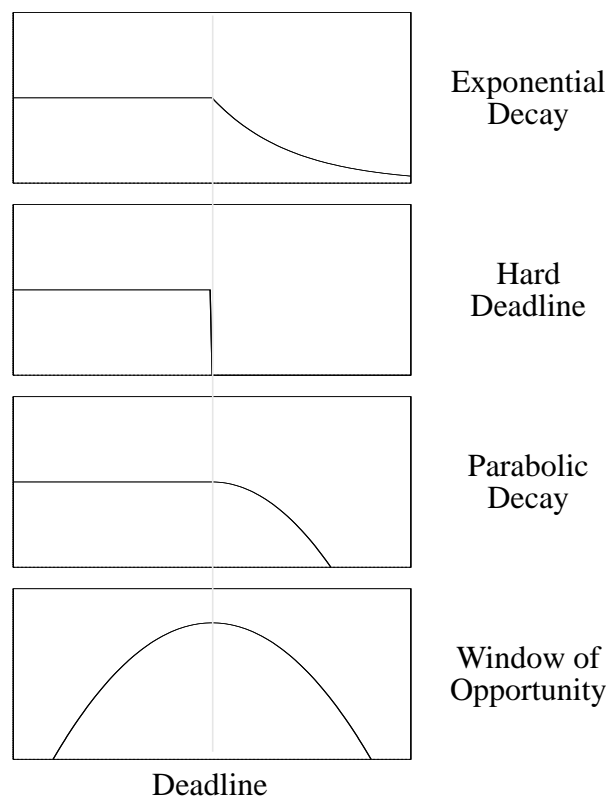 Exponential
Decay
Hard
Deadline
Parabolic
Decay
Window of
Opportunity
Deadline